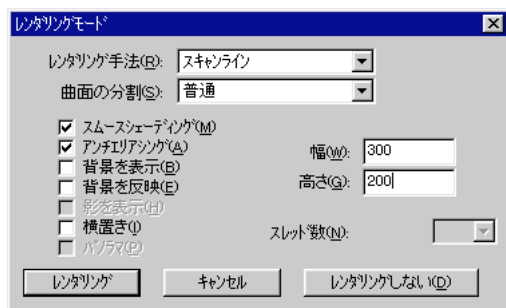 レンダリングモード
レンダリング手法(R): スキャンライン
曲面の分割(S): 普通
スムースシェーディング(M)
アンチエリアシング(A)
背景を表示(B)
背景を反映(E)
影を表示(H)
横置き(I)
パノラマ(P)
幅(W): 300
高さ(G): 200
スレッド数(N):
レンダリング キャンセル レンダリングしない(D)